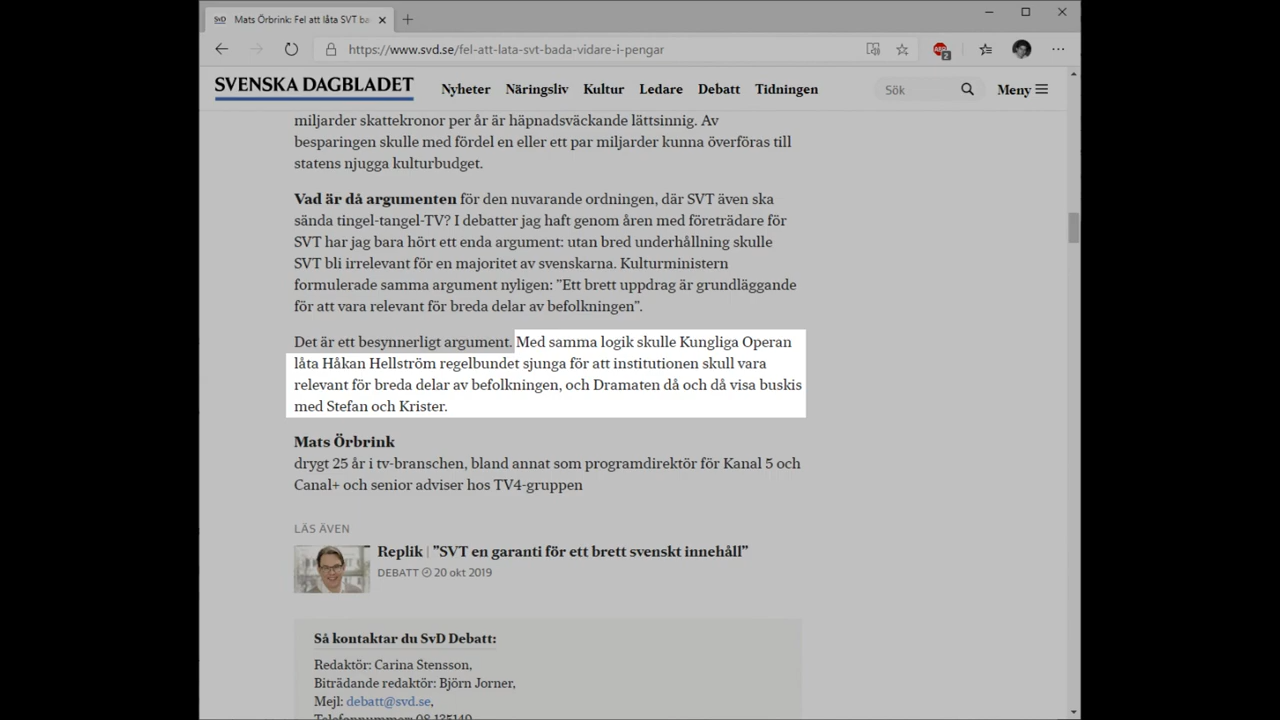 SvD Mats Örbrink: Fel att låta SVT ba
https://www.svd.se/fel-att-lata-svt-bada-vidare-i-pengar
2
SVENSKA DAGBLADET Nyheter Näringsliv Kultur Ledare Debatt Tidningen Sök Meny
miljarder skattekronor per år är häpnadsväckande lättsinnig. Av
besparingen skulle med fördel en eller ett par miljarder kunna överföras till
statens njugga kulturbudget.
Vad är då argumenten för den nuvarande ordningen, där SVT även ska
sända tingel-tangel-TV? I debatter jag haft genom åren med företrädare för
SVT har jag bara hört ett enda argument: utan bred underhållning skulle
SVT bli irrelevant för en majoritet av svenskarna. Kulturministern
formulerade samma argument nyligen: ”Ett brett uppdrag är grundläggande
för att vara relevant för breda delar av befolkningen”.
Det är ett besynnerligt argument. Med samma logik skulle Kungliga Operan
låta Håkan Hellström regelbundet sjunga för att institutionen skull vara
relevant för breda delar av befolkningen, och Dramaten då och då visa buskis
med Stefan och Krister.
Mats Örbrink
drygt 25 år i tv-branschen, bland annat som programdirektör för Kanal 5 och
Canal+ och senior adviser hos TV4-gruppen
LÄS ÄVEN
Replik | ”SVT en garanti för ett brett svenskt innehåll”
DEBATT 20 okt 2019
Så kontaktar du SvD Debatt:
Redaktör: Carina Stensson,
Biträdande redaktör: Björn Jorner,
Mejl: debatt@svd.se,
Telefonnummer: 08-135149